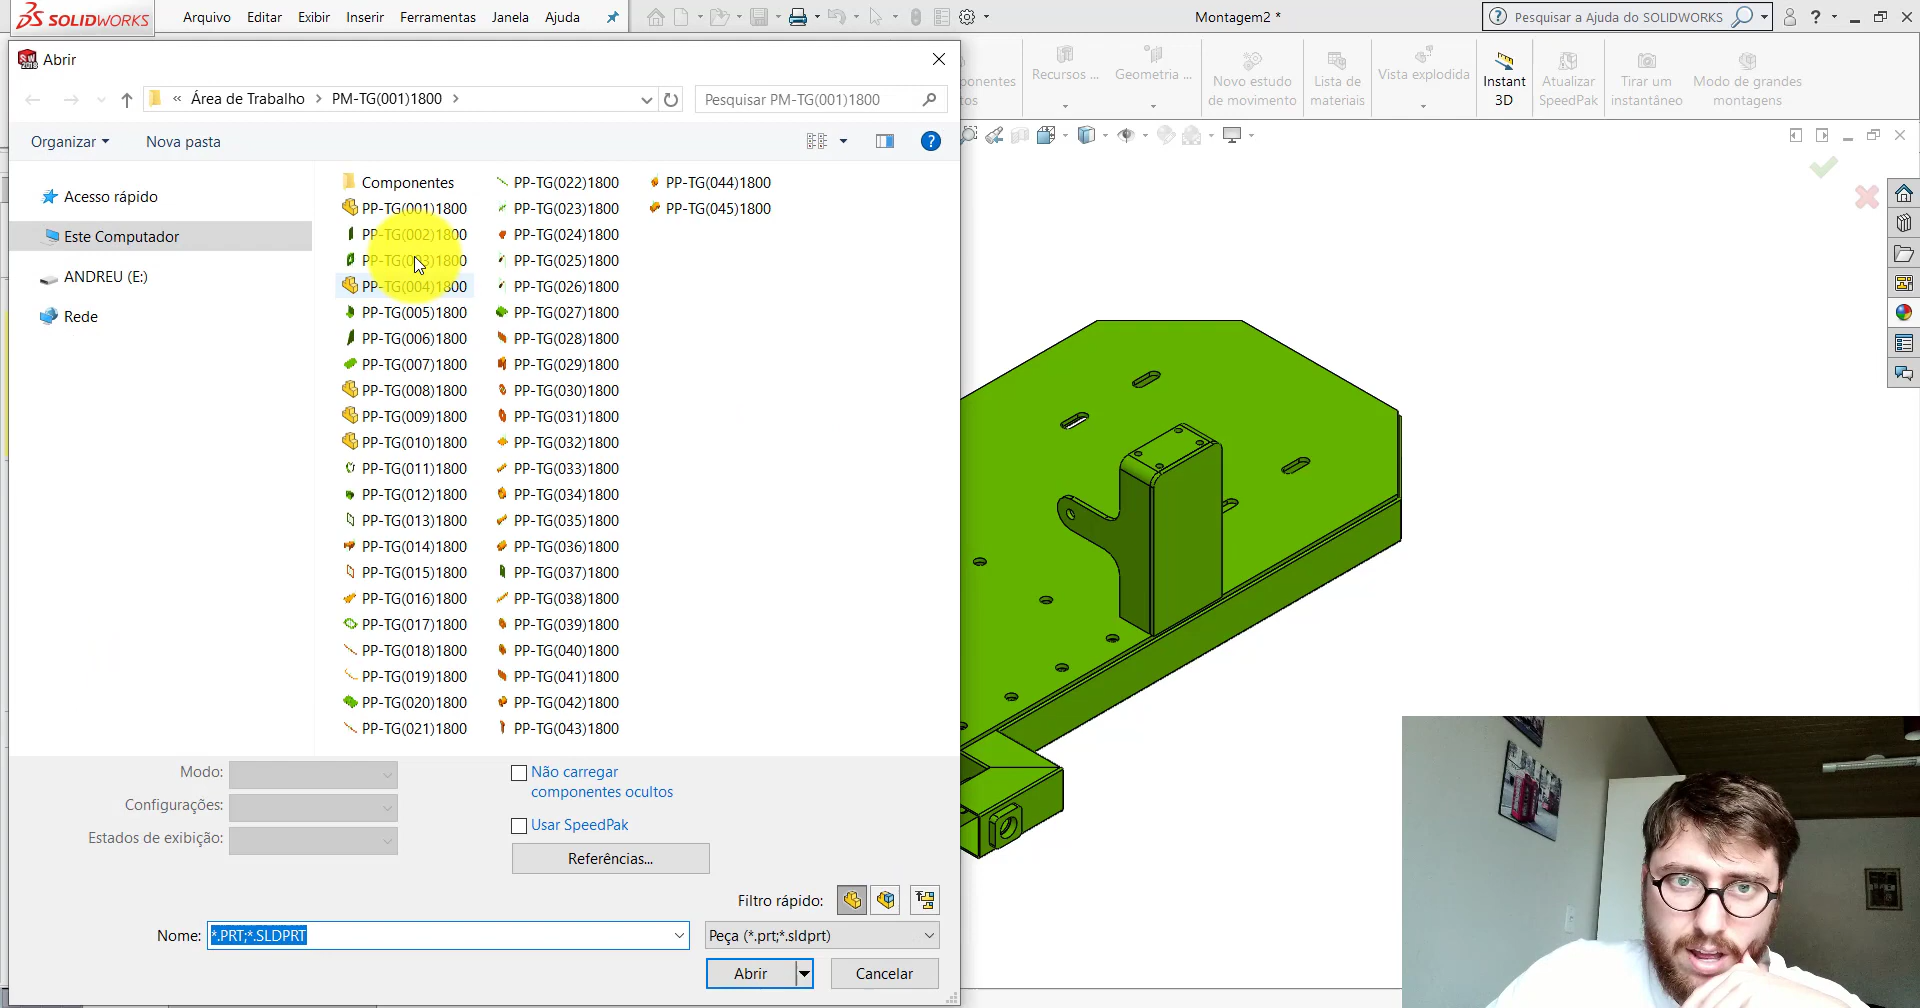 SOLIDWORKS
Arquivo
Editar
Exibir
Inserir
Ferramentas
Janela
Ajuda
Montagem2 *
Pesquisar a Ajuda do SOLIDWORKS
Abrir
Área de Trabalho > PM-TG(001)1800 >
Pesquisar PM-TG(001)1800
Organizar
Nova pasta
Acesso rápido
Este Computador
ANDREU (E:)
Rede
Componentes
PP-TG(001)1800
PP-TG(002)1800
PP-TG(003)1800
PP-TG(004)1800
PP-TG(005)1800
PP-TG(006)1800
PP-TG(007)1800
PP-TG(008)1800
PP-TG(009)1800
PP-TG(010)1800
PP-TG(011)1800
PP-TG(012)1800
PP-TG(013)1800
PP-TG(014)1800
PP-TG(015)1800
PP-TG(016)1800
PP-TG(017)1800
PP-TG(018)1800
PP-TG(019)1800
PP-TG(020)1800
PP-TG(021)1800
PP-TG(022)1800
PP-TG(023)1800
PP-TG(024)1800
PP-TG(025)1800
PP-TG(026)1800
PP-TG(027)1800
PP-TG(028)1800
PP-TG(029)1800
PP-TG(030)1800
PP-TG(031)1800
PP-TG(032)1800
PP-TG(033)1800
PP-TG(034)1800
PP-TG(035)1800
PP-TG(036)1800
PP-TG(037)1800
PP-TG(038)1800
PP-TG(039)1800
PP-TG(040)1800
PP-TG(041)1800
PP-TG(042)1800
PP-TG(043)1800
PP-TG(044)1800
PP-TG(045)1800
Modo:
Configurações:
Estados de exibição:
Não carregar
componentes ocultos
Usar SpeedPak
Referências...
Filtro rápido:
Nome:
*.PRT;*.SLDPRT
Peça (*.prt;*.sldprt)
Abrir
Cancelar
Recursos ...
Geometria ...
Novo estudo
de movimento
Lista de
materiais
Vista explodida
Instant
3D
Atualizar
SpeedPak
Tirar um
instantâneo
Modo de grandes
montagens